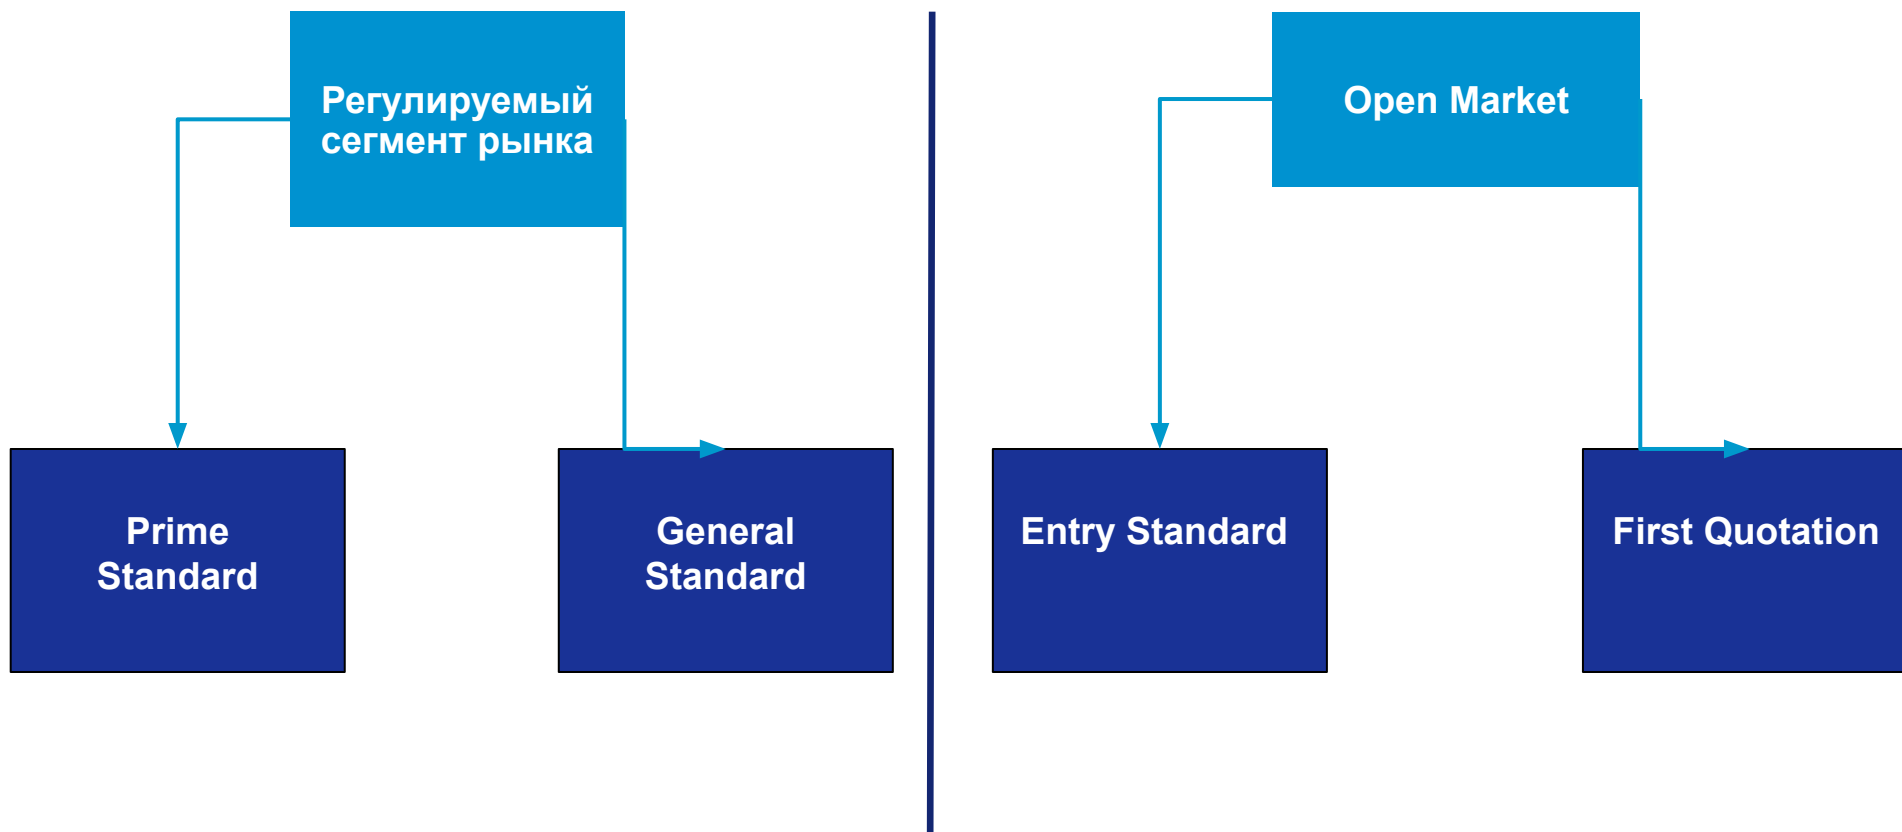 Регулируемый
сегмент рынка
Open Market
Prime
Standard
General
Standard
Entry Standard
First Quotation